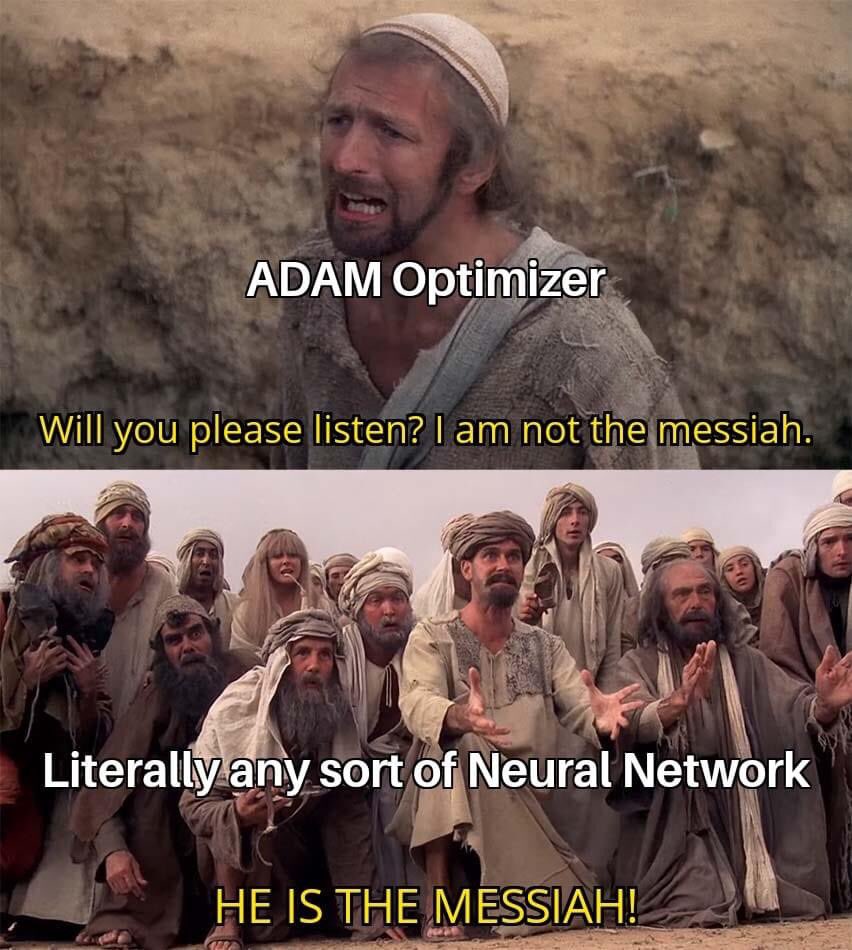 ADAM Optimizer
Will you please listen? I am not the messiah.
Literally any sort of Neural Network
HE IS THE MESSIAH!